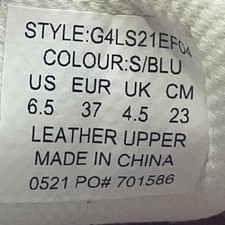 STYLE:G4LS21EF04
COLOUR:S/BLU
US EUR UK CM
6.5 37 4.5 23
LEATHER UPPER
MADE IN CHINA
0521 PO# 701586